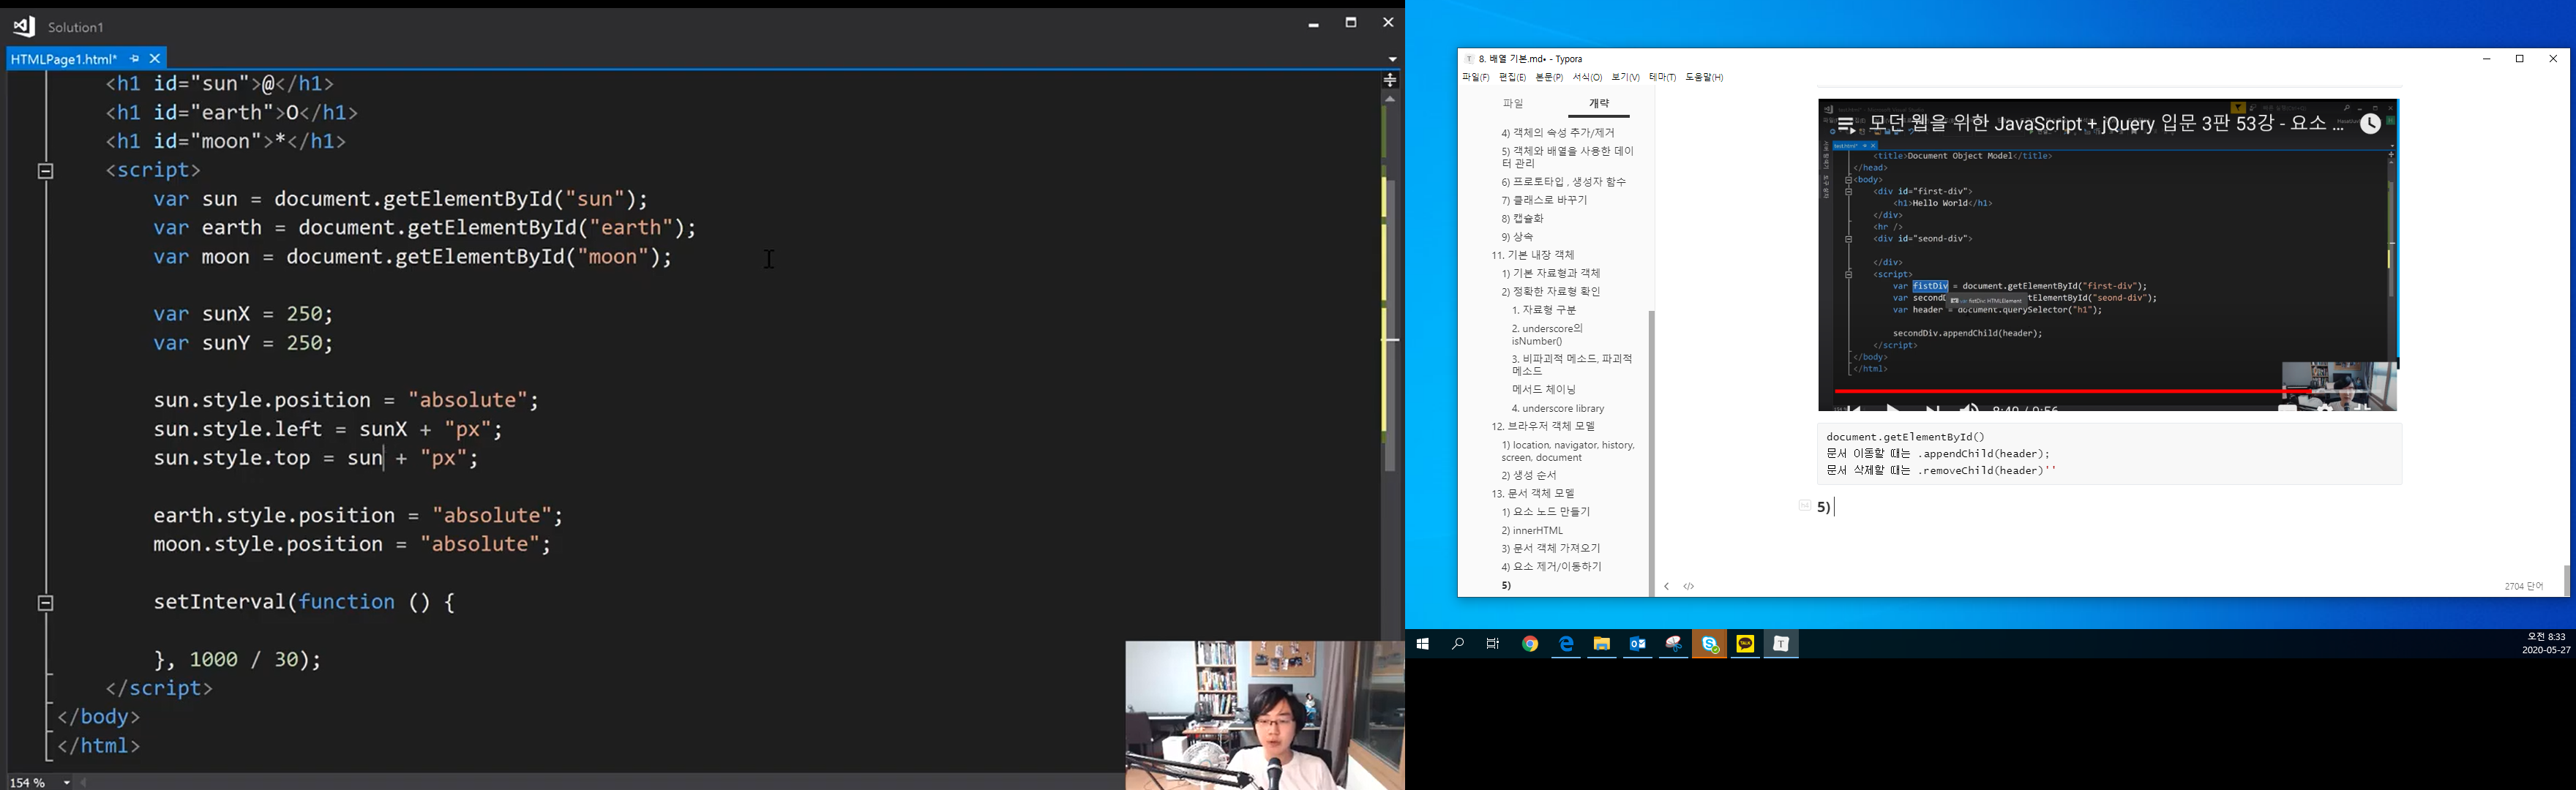 Solution1
HTMLPage1.html*
<h1 id="sun">@</h1>
<h1 id="earth">O</h1>
<h1 id="moon">*</h1>
<script>
var sun = document.getElementById("sun");
var earth = document.getElementById("earth");
var moon = document.getElementById("moon");
var sunX = 250;
var sunY = 250;
sun.style.position = "absolute";
sun.style.left = sunX + "px";
sun.style.top = sun + "px";
earth.style.position = "absolute";
moon.style.position = "absolute";
setInterval(function () {
}, 1000 / 30);
</script>
</body>
</html>
154 %
8. 배열 기본.md• - Typora
파일(F) 편집(E) 본문(P) 서식(O) 보기(V) 테마(T) 도움말(H)
파일 개략
4) 객체의 속성 추가/제거
5) 객체와 배열을 사용한 데이
터 관리
6) 프로토타입 , 생성자 함수
7) 클래스로 바꾸기
8) 캡슐화
9) 상속
11. 기본 내장 객체
1) 기본 자료형과 객체
2) 정확한 자료형 확인
1. 자료형 구분
2. underscore의
isNumber()
3. 비파괴적 메소드, 파괴적
메소드
메서드 체이닝
4. underscore library
12. 브라우저 객체 모델
1) location, navigator, history,
screen, document
2) 생성 순서
13. 문서 객체 모델
1) 요소 노드 만들기
2) innerHTML
3) 문서 객체 가져오기
4) 요소 제거/이동하기
5)
모던 웹을 위한 JavaScript + jQuery 입문 3판 53강 - 요소 ...
<title>Document Object Model</title>
</head>
<body>
<div id="first-div">
<h1>Hello World</h1>
</div>
<hr />
<div id="seond-div">
</div>
<script>
var fistDiv = document.getElementById("first-div");
var secondD etElementById("seond-div");
var header = document.querySelector("h1");
secondDiv.appendChild(header);
</script>
</body>
</html>
8:40 / 9:56
document.getElementById()
문서 이동할 때는 .appendChild(header);
문서 삭제할 때는 .removeChild(header)''
5)
2704 단어
오전 8:33
2020-05-27